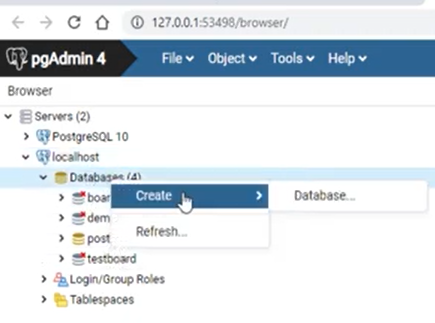 127.0.0.1:53498/browser/
pgAdmin 4 File Object Tools Help
Browser
Servers (2)
PostgreSQL 10
localhost
Databases (4)
boar
Create Database...
dem
post Refresh...
testboard
Login/Group Roles
Tablespaces